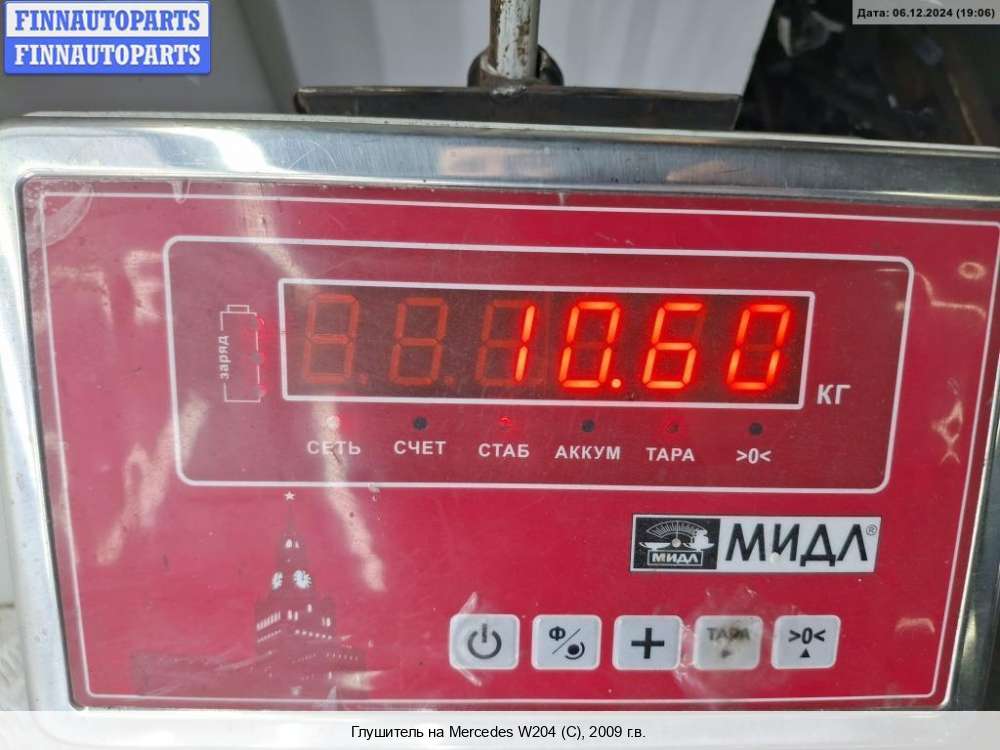 FINNAUTOPARTS
FINNAUTOPARTS
Дата: 06.12.2024 (19:06)
заряд
10.60
КГ
СЕТЬ СЧЕТ СТАБ АККУМ ТАРА >0<
МИДЛ МИДЛ®
Ф/ + ТАРА >0<
Глушитель на Mercedes W204 (C), 2009 г.в.